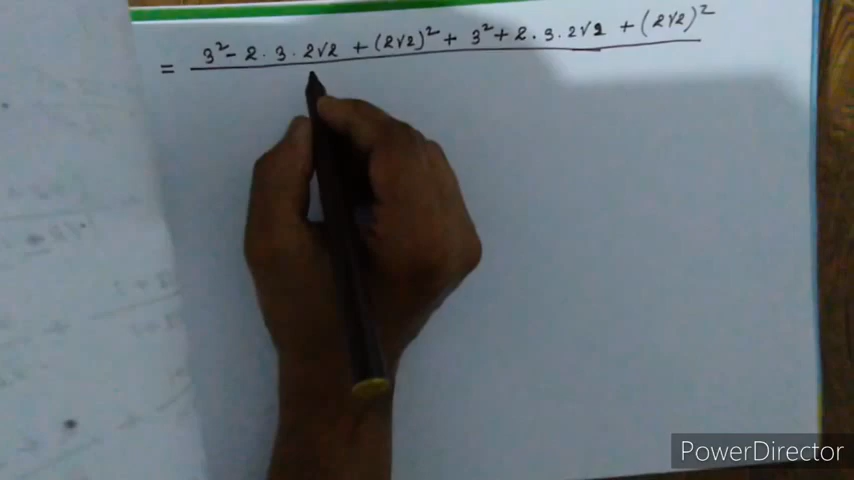 = 3² - 2 . 3 . 2√2 + (2√2)² + 3² + 2 . 3 . 2√2 + (2√2)²
PowerDirector